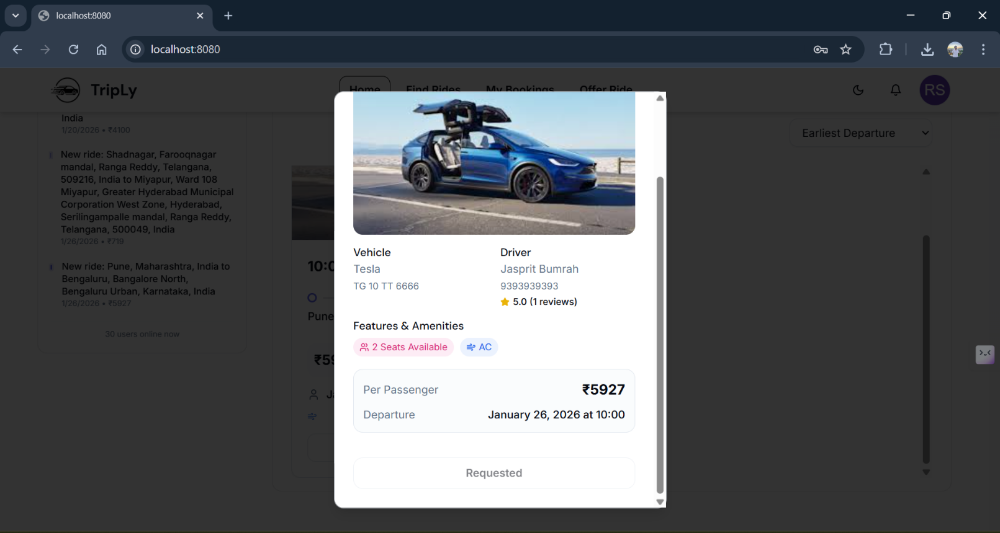 localhost:8080
localhost:8080
TripLy
Home
Find Rides
My Bookings
Offer Ride
RS
India
1/20/2026 • ₹4100
New ride: Shadnagar, Farooqnagar
mandal, Ranga Reddy, Telangana,
509216, India to Miyapur, Ward 108
Miyapur, Greater Hyderabad Municipal
Corporation West Zone, Hyderabad,
Serilingampalle mandal, Ranga Reddy,
Telangana, 500049, India
1/26/2026 • ₹719
New ride: Pune, Maharashtra, India to
Bengaluru, Bangalore North,
Bengaluru Urban, Karnataka, India
1/26/2026 • ₹5927
30 users online now
Earliest Departure
10:0
Pune
₹59
Vehicle
Tesla
TG 10 TT 6666
Driver
Jasprit Bumrah
9393939393
5.0 (1 reviews)
Features & Amenities
2 Seats Available
AC
Per Passenger
₹5927
Departure
January 26, 2026 at 10:00
Requested